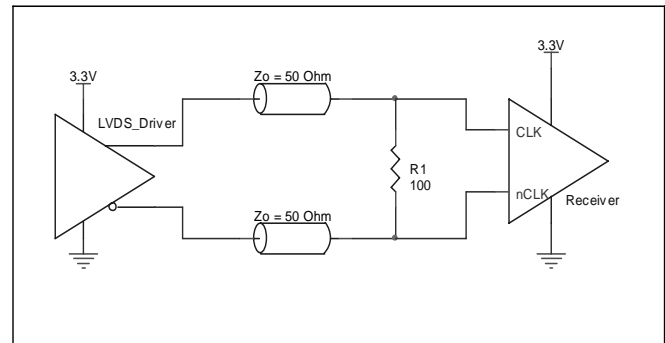 3.3V
LVDS_Driver
Zo = 50 Ohm
Zo = 50 Ohm
R1
100
3.3V
CLK
nCLK
Receiver